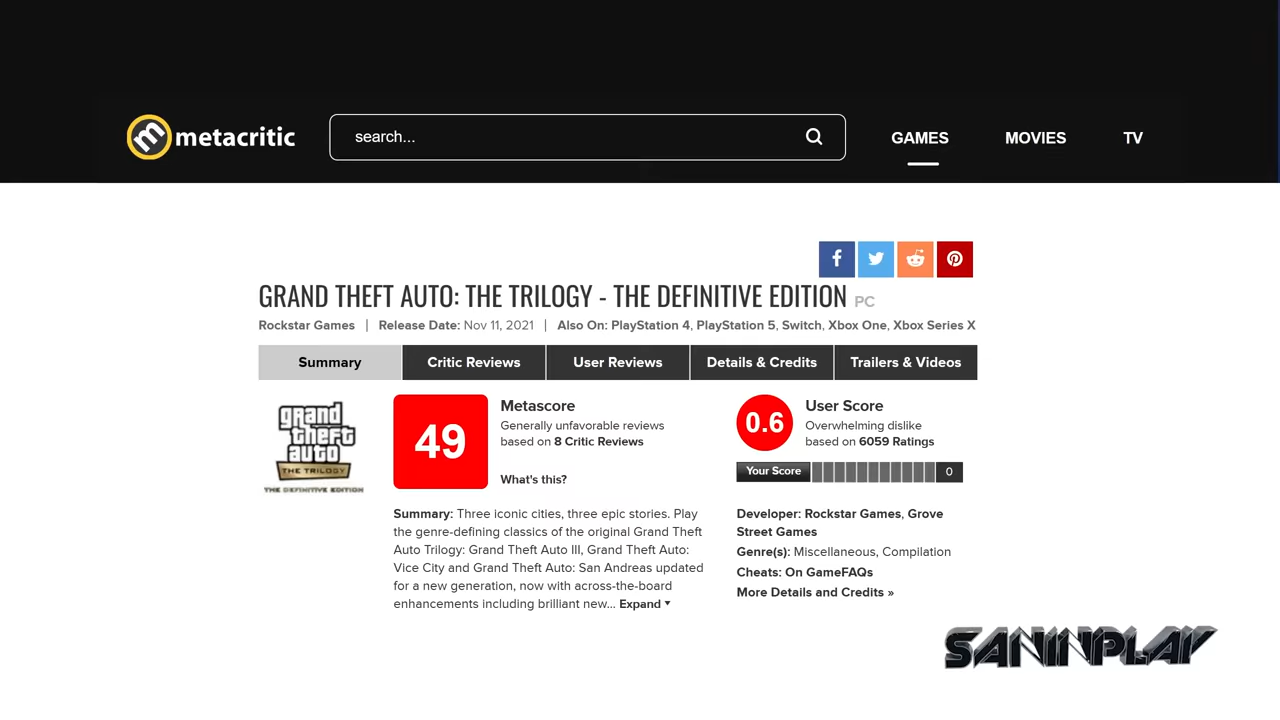 metacritic
search...
GAMES
MOVIES
TV
GRAND THEFT AUTO: THE TRILOGY - THE DEFINITIVE EDITION PC
Rockstar Games | Release Date: Nov 11, 2021 | Also On: PlayStation 4, PlayStation 5, Switch, Xbox One, Xbox Series X
Summary
Critic Reviews
User Reviews
Details & Credits
Trailers & Videos
grand
theft
auto
THE TRILOGY
THE DEFINITIVE EDITION
49
Metascore
Generally unfavorable reviews
based on 8 Critic Reviews
What's this?
0.6
User Score
Overwhelming dislike
based on 6059 Ratings
Your Score
0
Summary: Three iconic cities, three epic stories. Play
the genre-defining classics of the original Grand Theft
Auto Trilogy: Grand Theft Auto III, Grand Theft Auto:
Vice City and Grand Theft Auto: San Andreas updated
for a new generation, now with across-the-board
enhancements including brilliant new... Expand
Developer: Rockstar Games, Grove
Street Games
Genre(s): Miscellaneous, Compilation
Cheats: On GameFAQs
More Details and Credits »
SANINPLAY